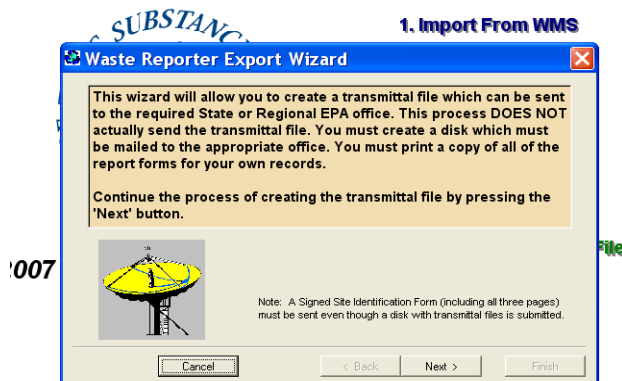 SUBSTAN
1. Import From WMS
Waste Reporter Export Wizard
This wizard will allow you to create a transmittal file which can be sent
to the required State or Regional EPA office. This process DOES NOT
actually send the transmittal file. You must create a disk which must
be mailed to the appropriate office. You must print a copy of all of the
report forms for your own records.
Continue the process of creating the transmittal file by pressing the
'Next' button.
File
2007
Note: A Signed Site Identification Form (including all three pages)
must be sent even though a disk with transmittal files is submitted.
Cancel
< Back
Next >
Finish